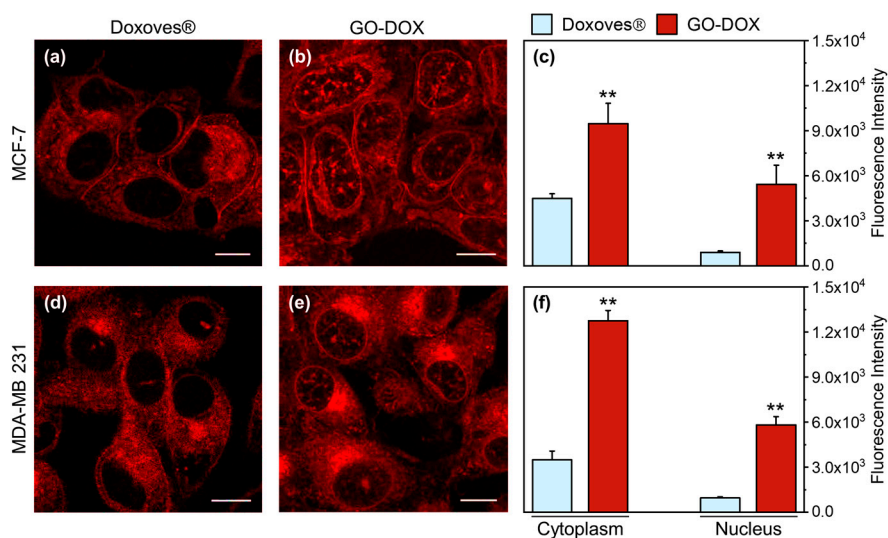 Doxoves®
GO-DOX
Doxoves®
GO-DOX
MCF-7
(a)
(b)
(c)
**
**
1.5x10⁴
1.2x10⁴
9.0x10³
6.0x10³
3.0x10³
0.0
Fluorescence Intensity
MDA-MB 231
(d)
(e)
(f)
**
**
1.5x10⁴
1.2x10⁴
9.0x10³
6.0x10³
3.0x10³
0.0
Fluorescence Intensity
Cytoplasm
Nucleus